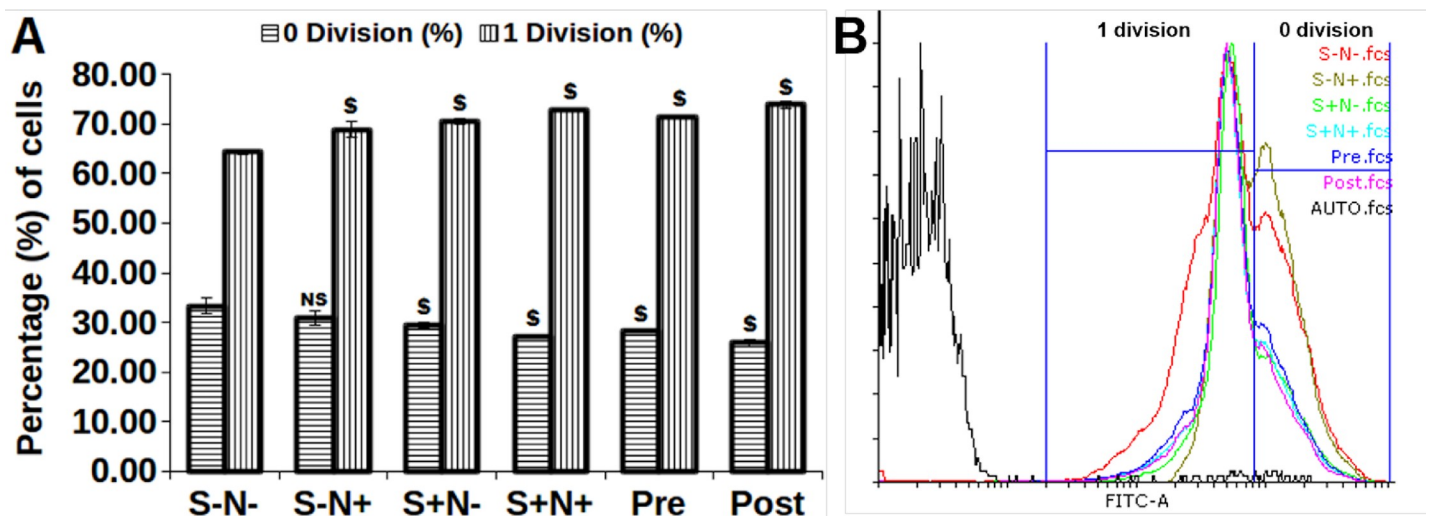 A
0 Division (%) 1 Division (%)
Percentage (%) of cells
80.00
70.00
60.00
50.00
40.00
30.00
20.00
10.00
0.00
$
$
$
$
$
NS
$
$
$
$
S-N- S-N+ S+N- S+N+ Pre Post
B
1 division 0 division
S-N-.fcs
S-N+.fcs
S+N-.fcs
S+N+.fcs
Pre.fcs
Post.fcs
AUTO.fcs
FITC-A